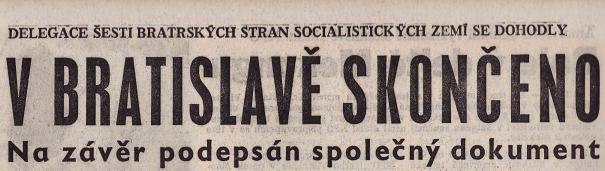 DELEGACE ŠESTI BRATRSKÝCH STRAN SOCIALISTICKÝCH ZEMÍ SE DOHODLY
V BRATISLAVĚ SKONČENO
Na závěr podepsán společný dokument